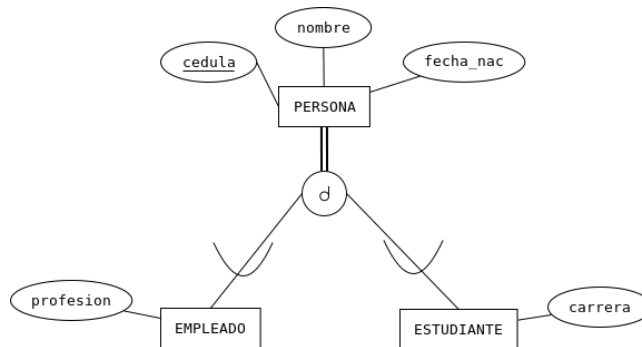 nombre
cedula
fecha_nac
PERSONA
d
profesion
carrera
EMPLEADO
ESTUDIANTE